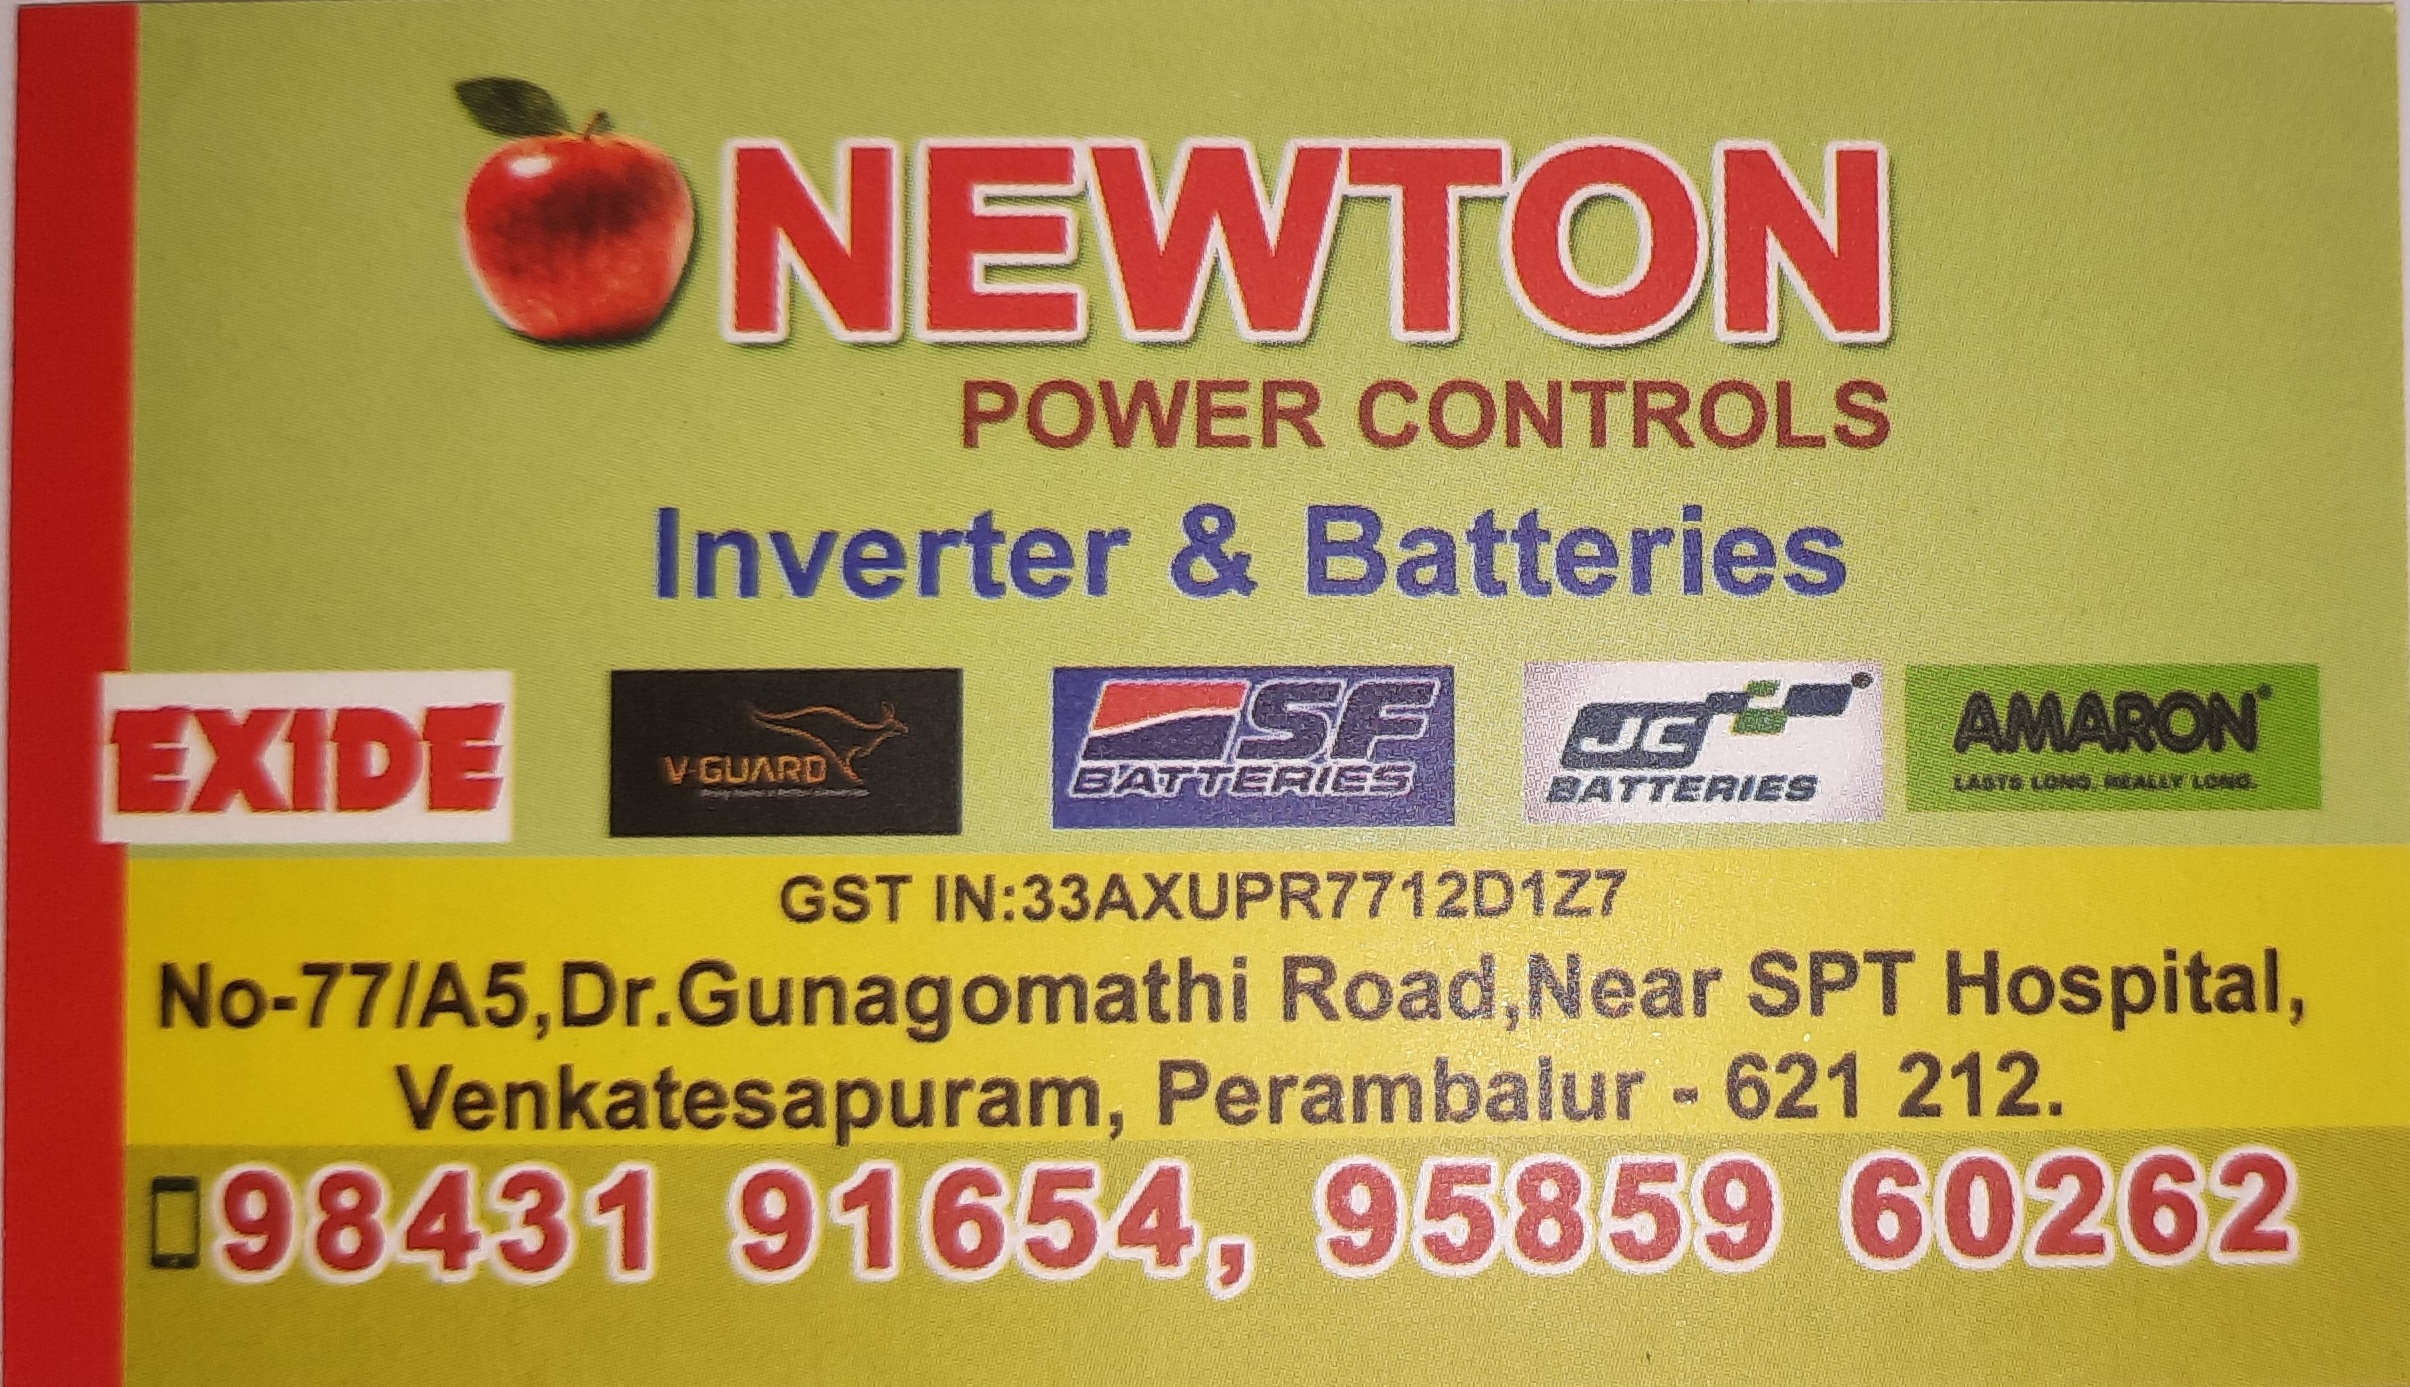 NEWTON
POWER CONTROLS
Inverter & Batteries
EXIDE
V-GUARD
SF
BATTERIES
JC
BATTERIES
AMARON
LASTS LONG. REALLY LONG.
GST IN:33AXUPR7712D1Z7
No-77/A5,Dr.Gunagomathi Road,Near SPT Hospital,
Venkatesapuram, Perambalur - 621 212.
98431 91654, 95859 60262